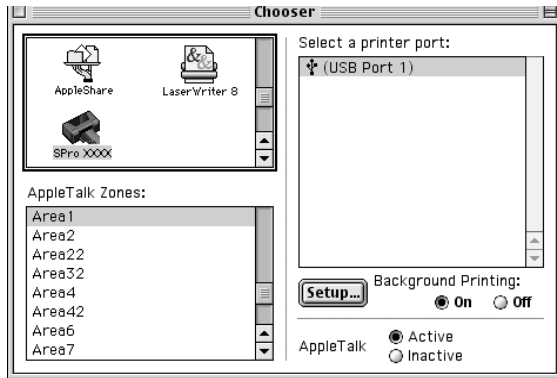 Chooser
AppleShare
LaserWriter 8
SPro XXXX
AppleTalk Zones:
Area1
Area2
Area22
Area32
Area4
Area42
Area6
Area7
Select a printer port:
(USB Port 1)
Setup...
Background Printing:
On Off
AppleTalk
Active
Inactive